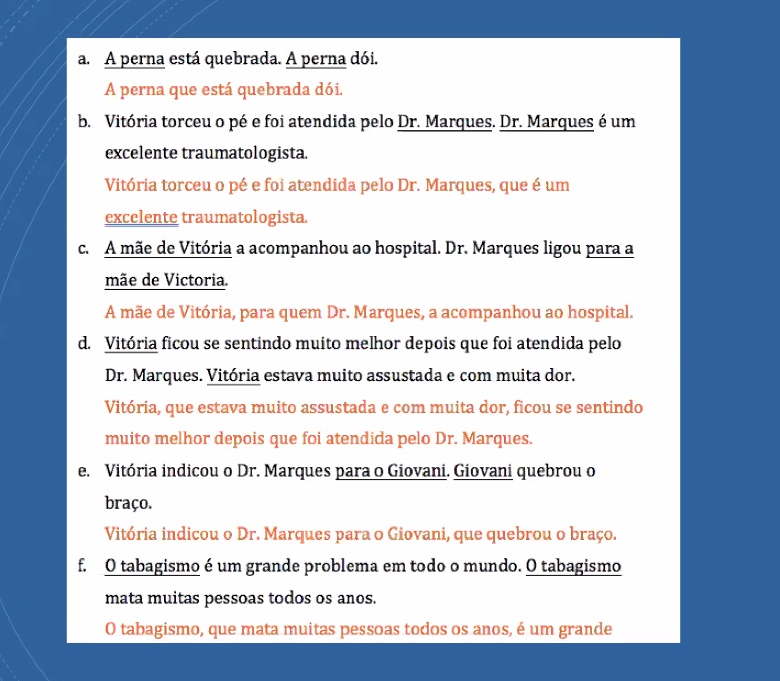 a. A perna está quebrada. A perna dói.
A perna que está quebrada dói.
b. Vitória torceu o pé e foi atendida pelo Dr. Marques. Dr. Marques é um
excelente traumatologista.
Vitória torceu o pé e foi atendida pelo Dr. Marques, que é um
excelente traumatologista.
c. A mãe de Vitória a acompanhou ao hospital. Dr. Marques ligou para a
mãe de Victoria.
A mãe de Vitória, para quem Dr. Marques, a acompanhou ao hospital.
d. Vitória ficou se sentindo muito melhor depois que foi atendida pelo
Dr. Marques. Vitória estava muito assustada e com muita dor.
Vitória, que estava muito assustada e com muita dor, ficou se sentindo
muito melhor depois que foi atendida pelo Dr. Marques.
e. Vitória indicou o Dr. Marques para o Giovani. Giovani quebrou o
braço.
Vitória indicou o Dr. Marques para o Giovani, que quebrou o braço.
f. O tabagismo é um grande problema em todo o mundo. O tabagismo
mata muitas pessoas todos os anos.
O tabagismo, que mata muitas pessoas todos os anos, é um grande